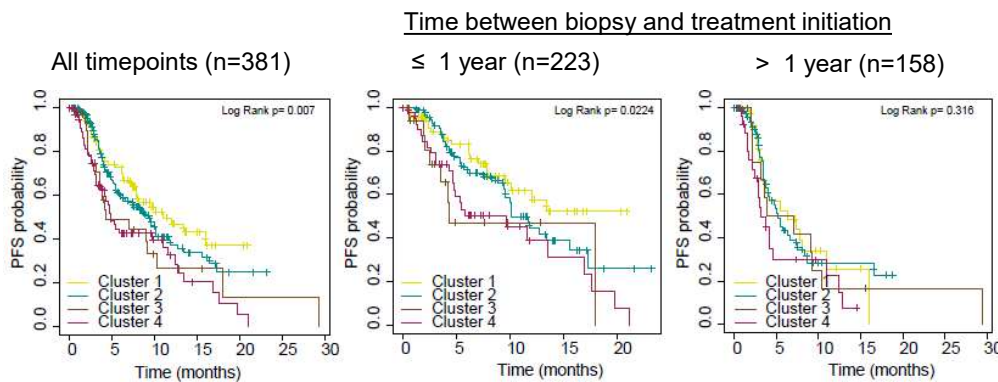 Time between biopsy and treatment initiation
All timepoints (n=381)
≤ 1 year (n=223)
> 1 year (n=158)
Log Rank p= 0.007
PFS probability
1.0
0.8
0.6
0.4
0.2
0.0
Cluster 1
Cluster 2
Cluster 3
Cluster 4
0 5 10 15 20 25 30
Time (months)
Log Rank p= 0.0224
PFS probability
1.0
0.8
0.6
0.4
0.2
0.0
Cluster 1
Cluster 2
Cluster 3
Cluster 4
0 5 10 15 20
Time (months)
Log Rank p= 0.316
PFS probability
1.0
0.8
0.6
0.4
0.2
0.0
Cluster 1
Cluster 2
Cluster 3
Cluster 4
0 5 10 15 20 25 30
Time (months)